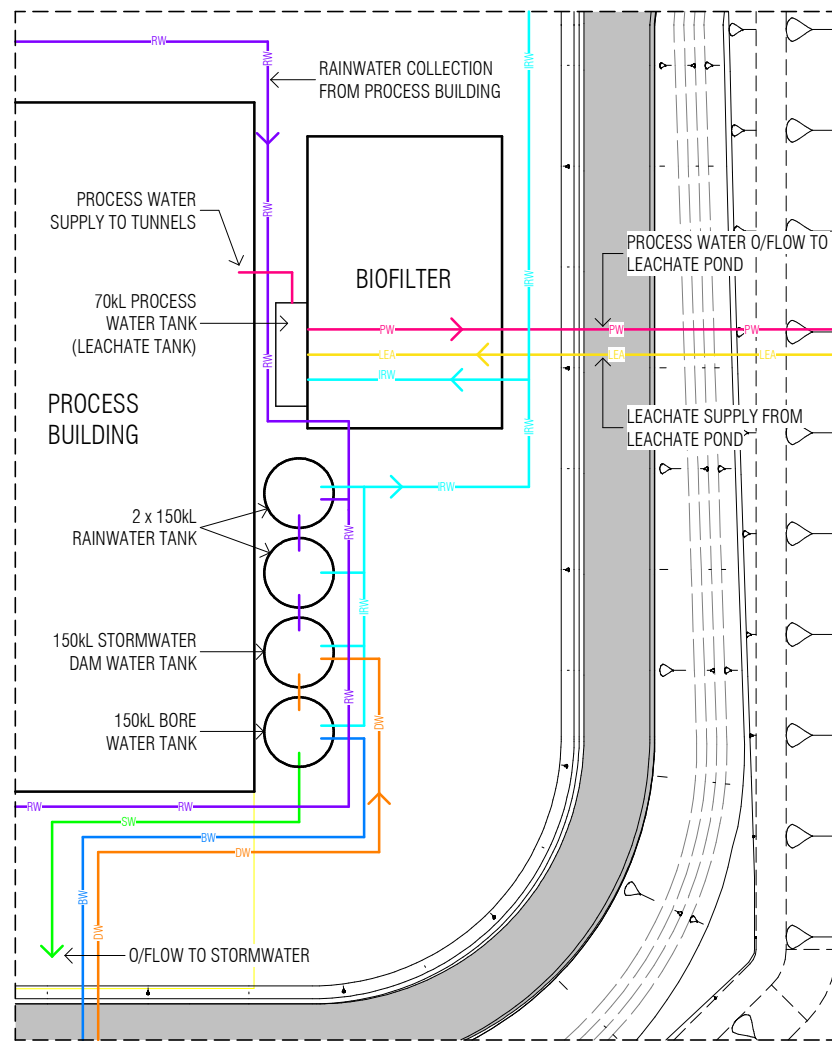 RW
RW
IRW
RAINWATER COLLECTION
FROM PROCESS BUILDING
RW
PROCESS WATER
SUPPLY TO TUNNELS
PROCESS WATER O/FLOW TO
LEACHATE POND
IRW
BIOFILTER
70kL PROCESS
WATER TANK
(LEACHATE TANK)
PW
PW
PW
RW
LEA
LEA
LEA
IRW
PROCESS
BUILDING
LEACHATE SUPPLY FROM
LEACHATE POND
IRW
IRW
2 x 150kL
RAINWATER TANK
RW
IRW
150kL STORMWATER
DAM WATER TANK
RW
150kL BORE
WATER TANK
DW
RW
RW
SW
BW
DW
BW
DW
O/FLOW TO STORMWATER